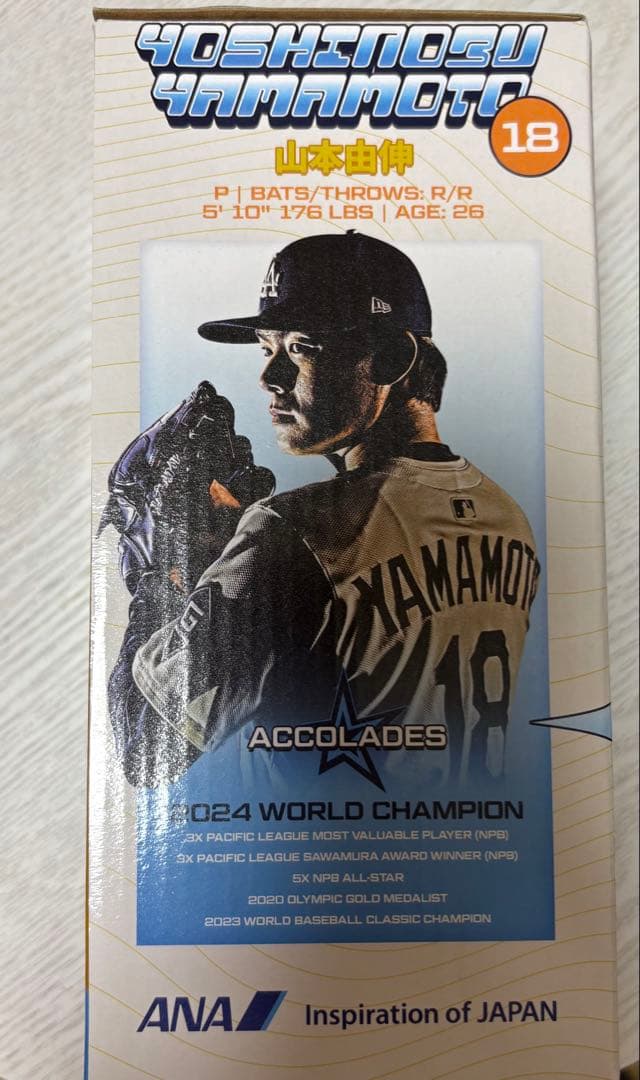 YOSHINOBU
YAMAMOTO
18
山本由伸
P | BATS/THROWS: R/R
5' 10" 176 LBS | AGE: 26
LA
YAMAMOTO
18
ACCOLADES
2024 WORLD CHAMPION
3X PACIFIC LEAGUE MOST VALUABLE PLAYER (NPB)
3X PACIFIC LEAGUE SAWAMURA AWARD WINNER (NPB)
5X NPB ALL-STAR
2020 OLYMPIC GOLD MEDALIST
2023 WORLD BASEBALL CLASSIC CHAMPION
ANA Inspiration of JAPAN